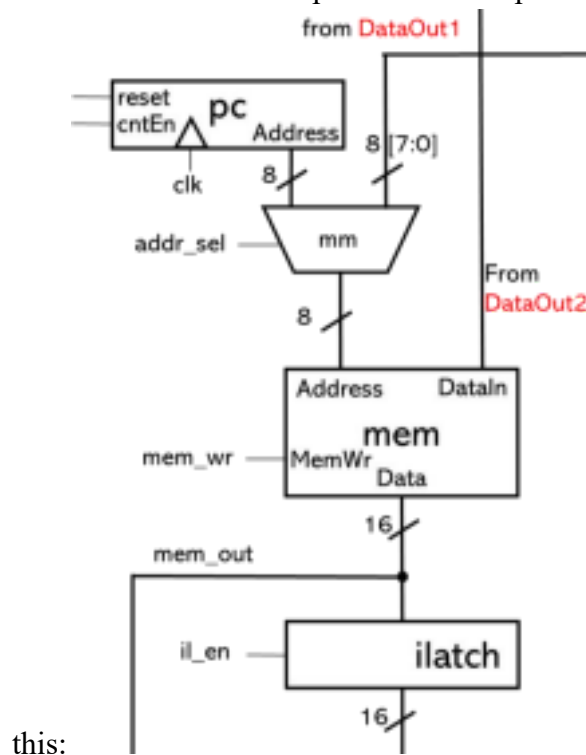 from DataOut1
reset
cntEn
pc
Address
clk
8
8 [7:0]
addr_sel
mm
From
DataOut2
8
Address
DataIn
mem
mem_wr
MemWr
Data
16
mem_out
il_en
ilatch
16
this: